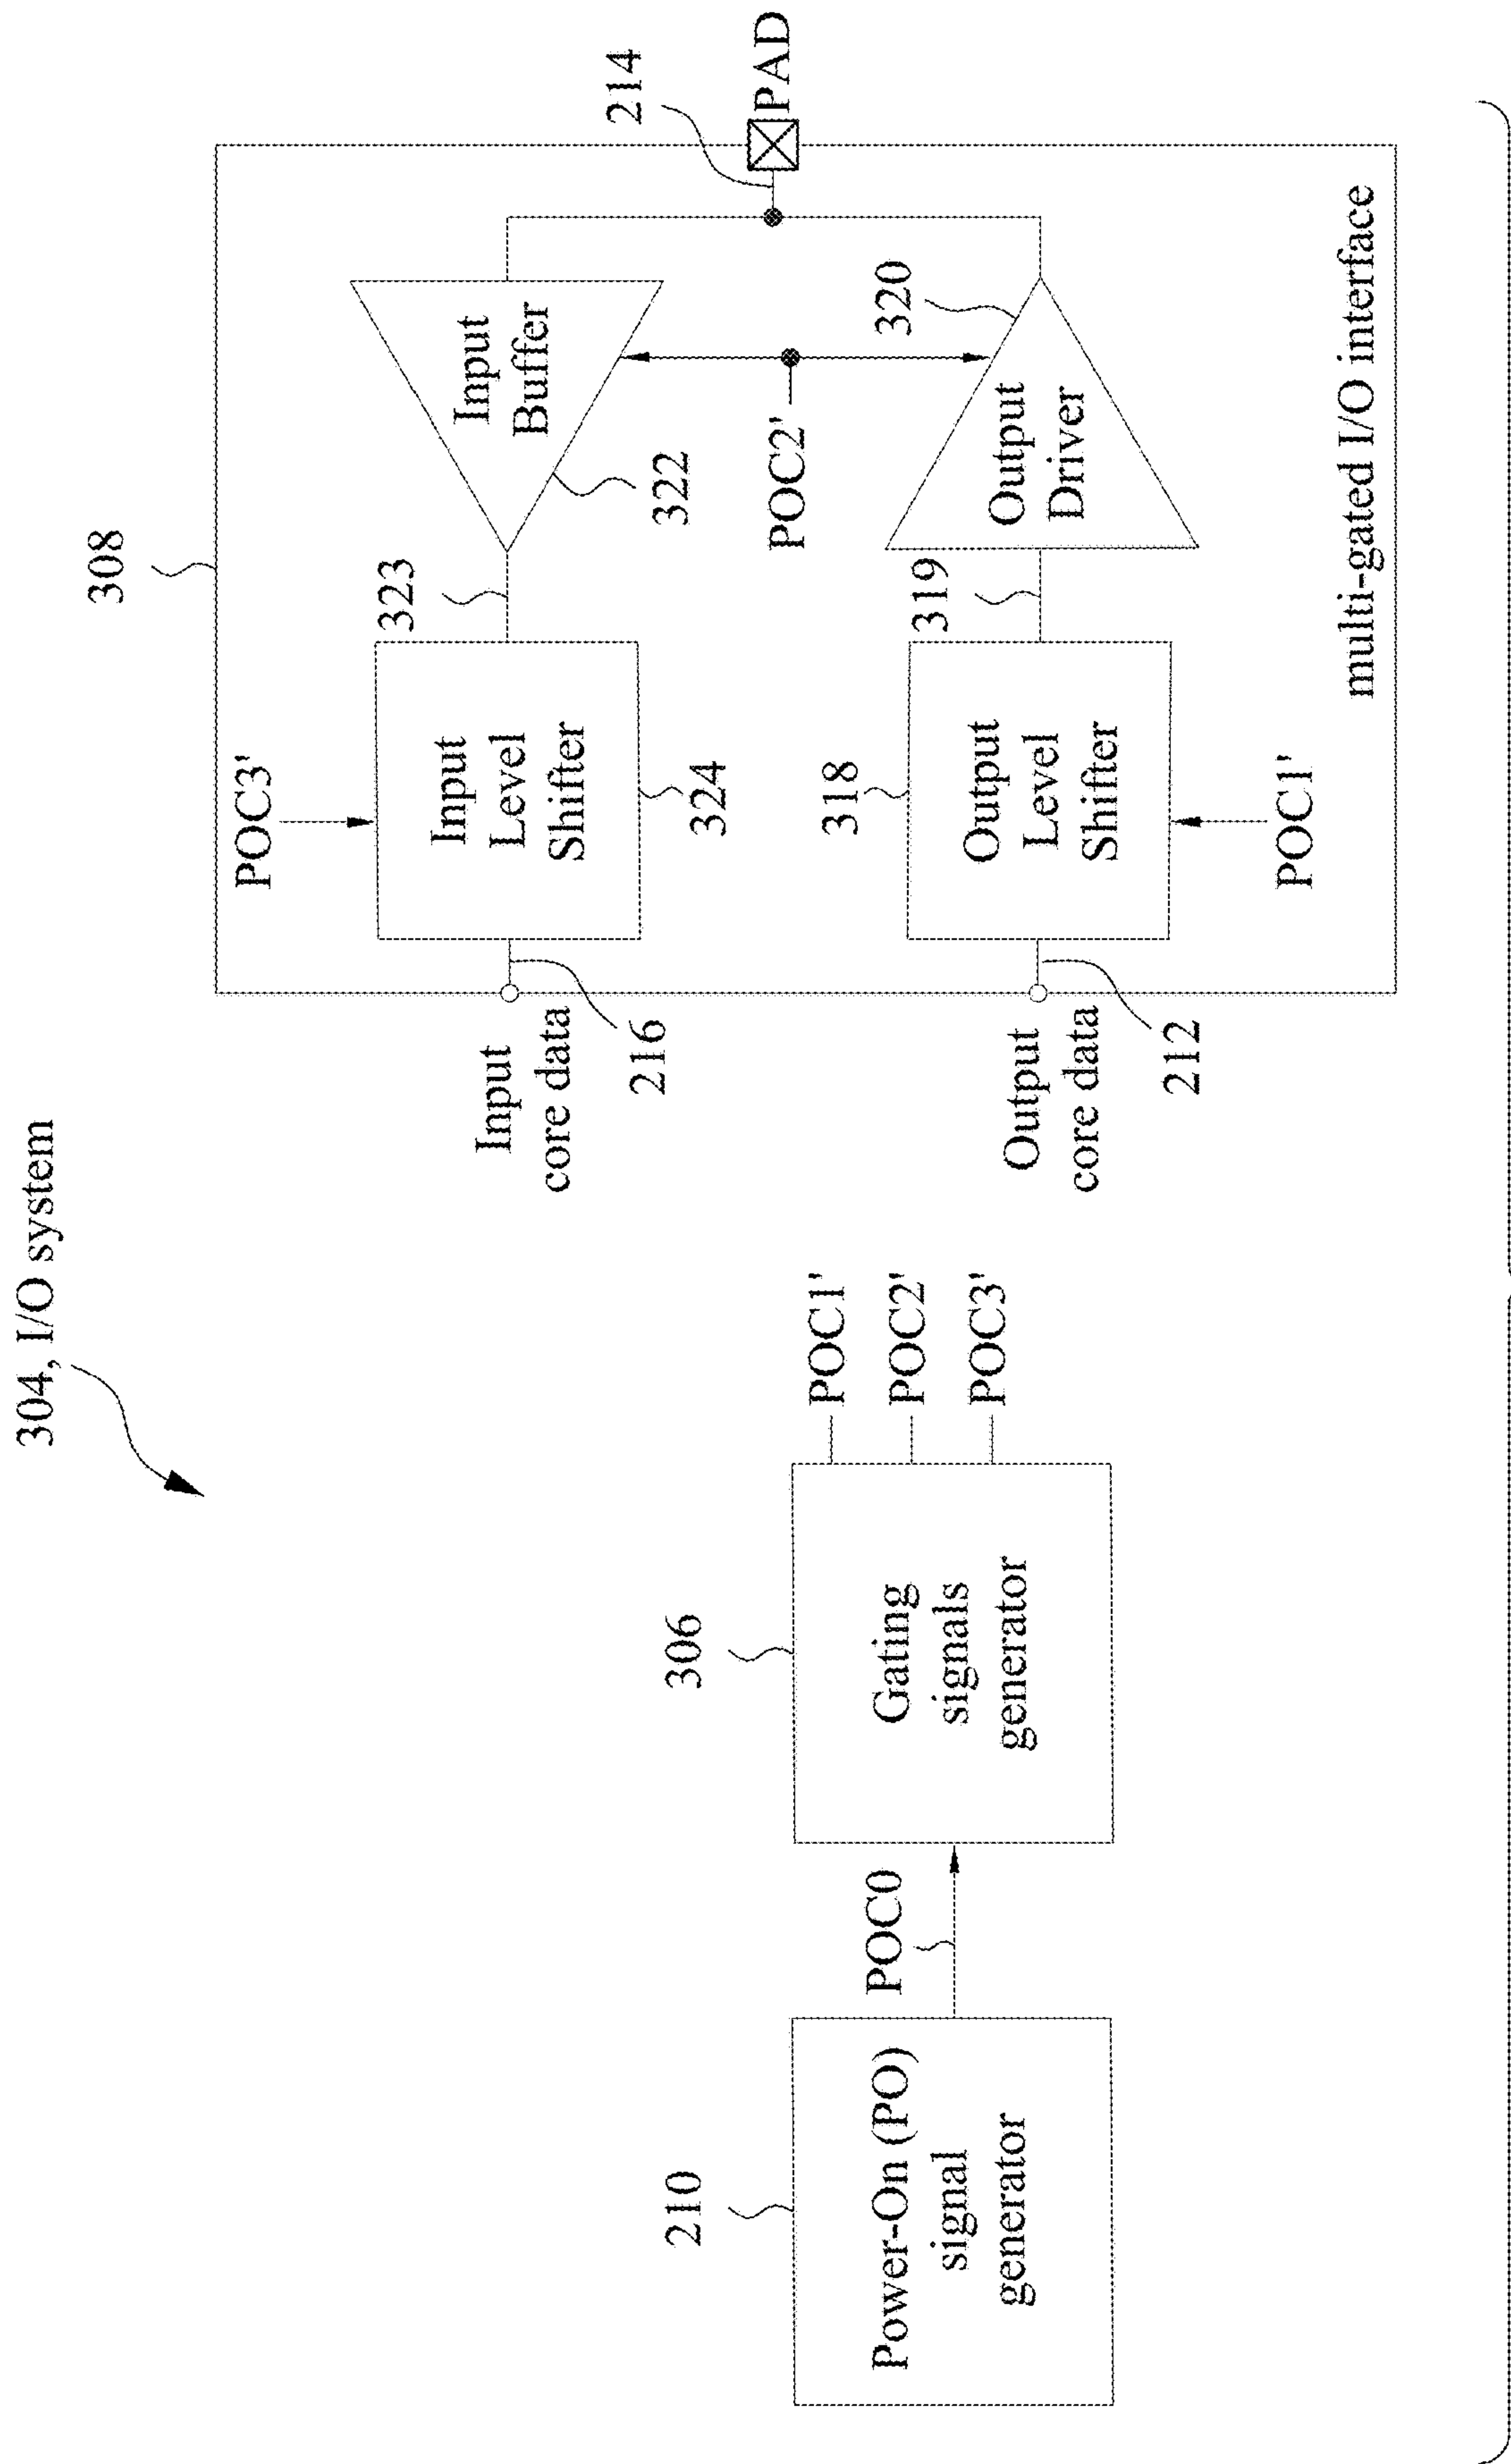 304, I/O system
210
Power-On (PO)
signal
generator
POC0
306
Gating
signals
generator
POC1'
POC2'
POC3'
308
POC3'
Input
core data
216
Input
Level
Shifter
324
323
Input
Buffer
322
214
PAD
POC2'
Output
core data
212
318
Output
Level
Shifter
POC1'
319
Output
Driver
320
multi-gated I/O interface